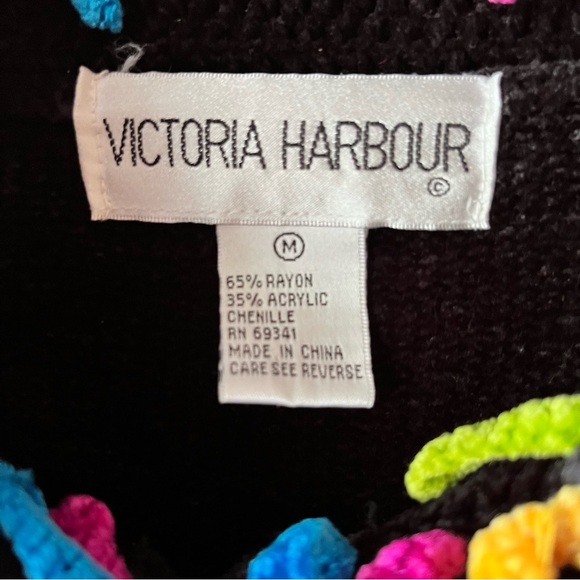 VICTORIA HARBOUR
©
M
65% RAYON
35% ACRYLIC
CHENILLE
RN 69341
MADE IN CHINA
CARE SEE REVERSE